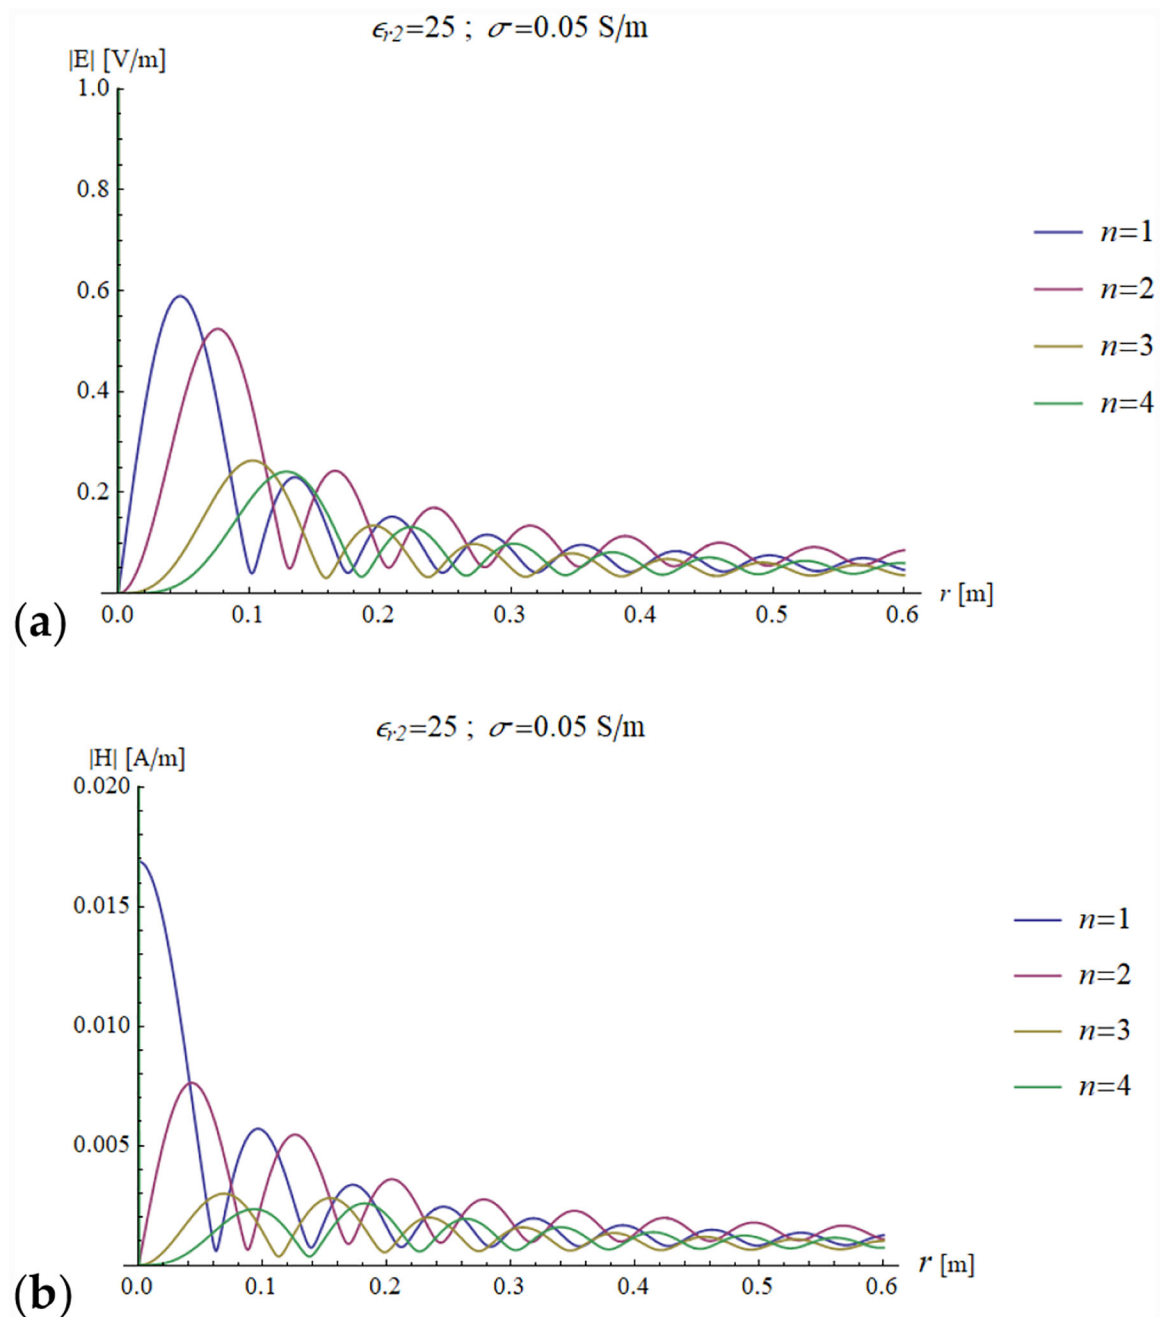 ϵr2=25 ; σ=0.05 S/m
|E| [V/m]
1.0
0.8
0.6
0.4
0.2
0.0 0.1 0.2 0.3 0.4 0.5 0.6 r [m]
n=1
n=2
n=3
n=4
(a)
ϵr2=25 ; σ=0.05 S/m
|H| [A/m]
0.020
0.015
0.010
0.005
0.0 0.1 0.2 0.3 0.4 0.5 0.6 r [m]
n=1
n=2
n=3
n=4
(b)